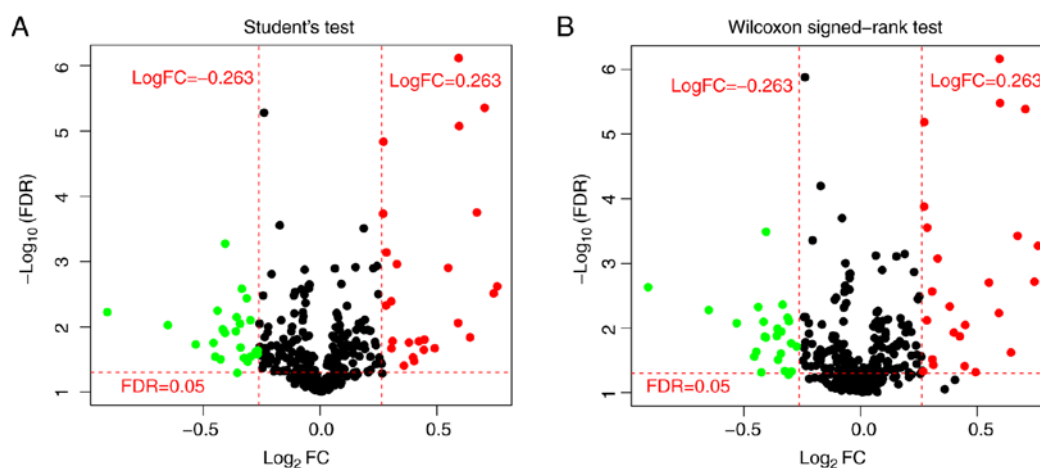 A
Student's test
LogFC=−0.263
LogFC=0.263
FDR=0.05
6
5
4
3
2
1
−Log10 (FDR)
−0.5
0.0
0.5
Log2 FC
B
Wilcoxon signed−rank test
LogFC=−0.263
LogFC=0.263
FDR=0.05
6
5
4
3
2
1
−Log10 (FDR)
−0.5
0.0
0.5
Log2 FC